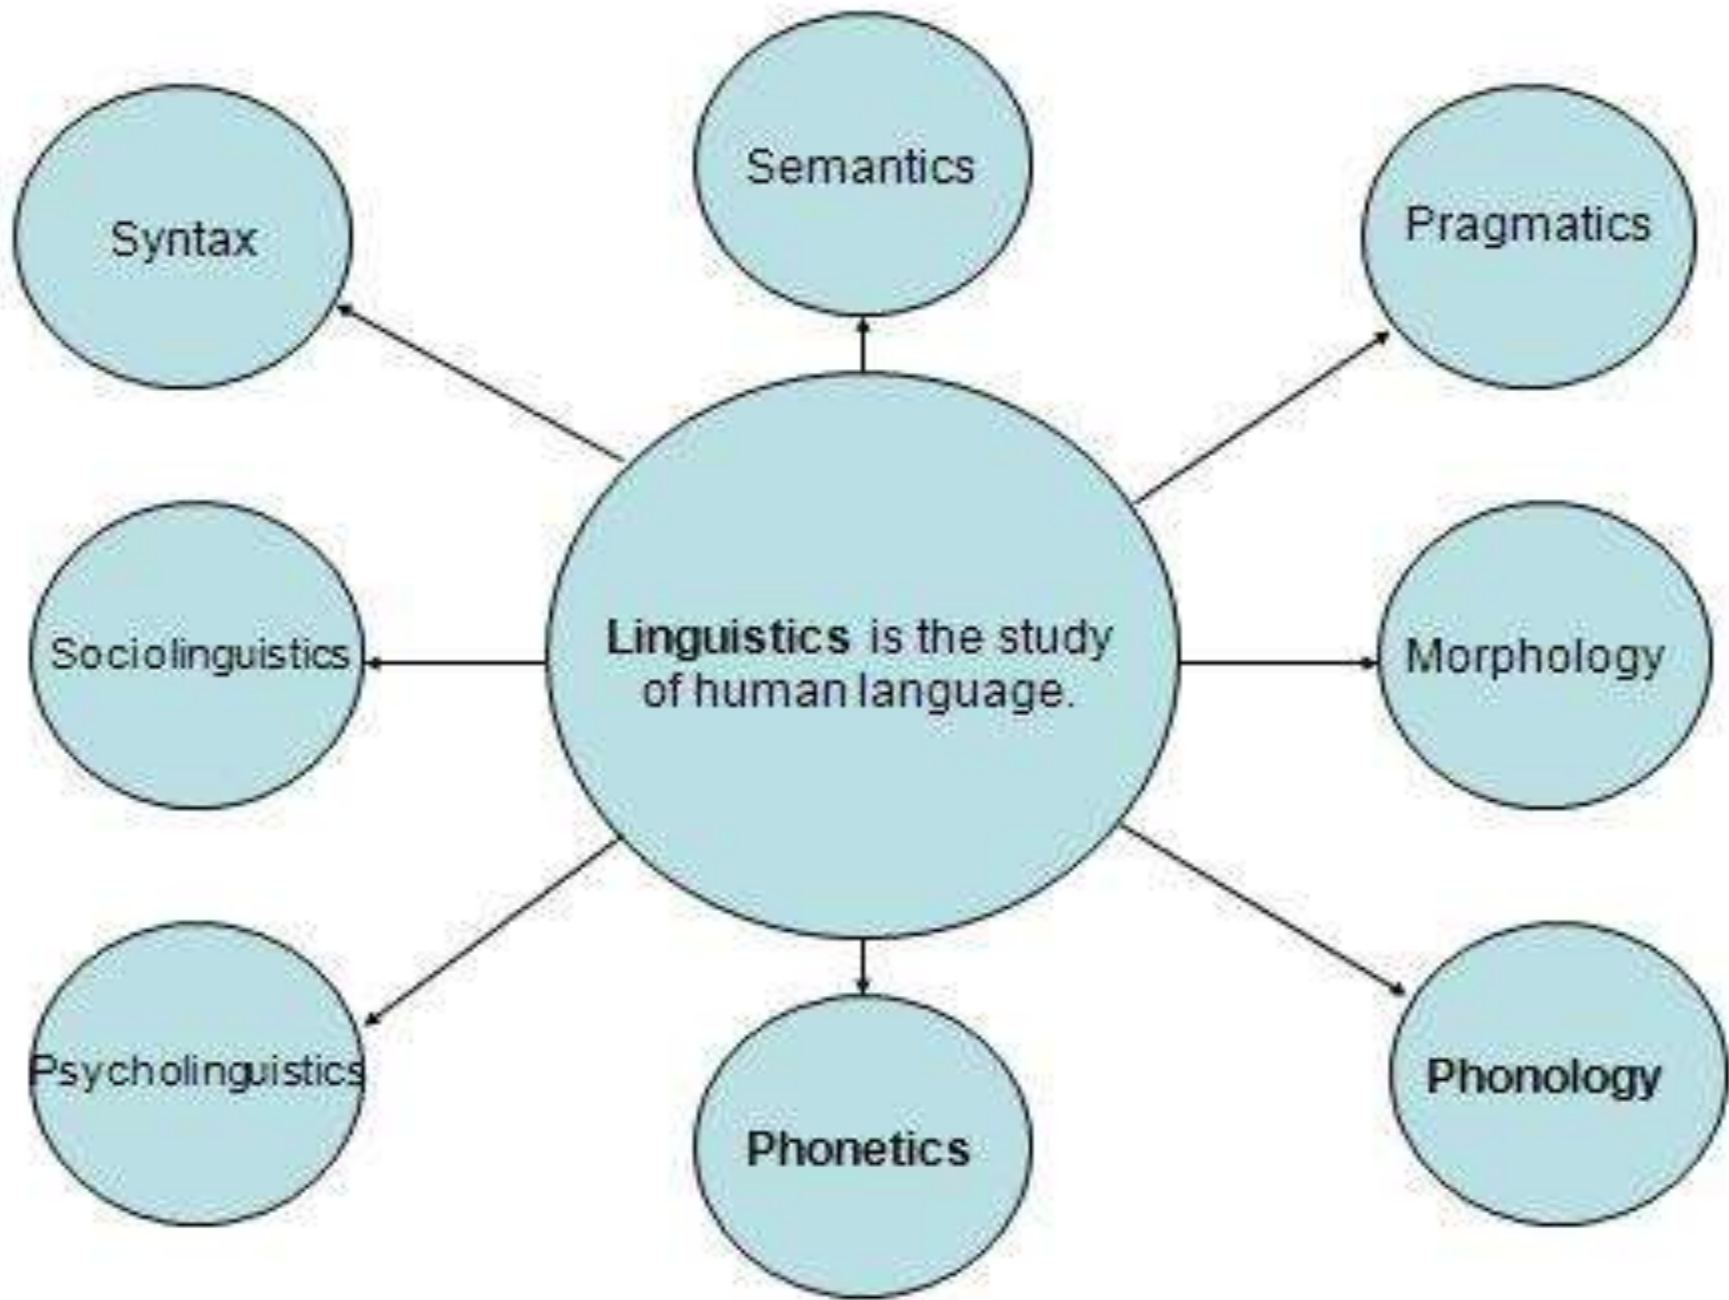 Semantics
Syntax
Pragmatics
Sociolinguistics
Linguistics is the study
of human language.
Morphology
Psycholinguistics
Phonetics
Phonology